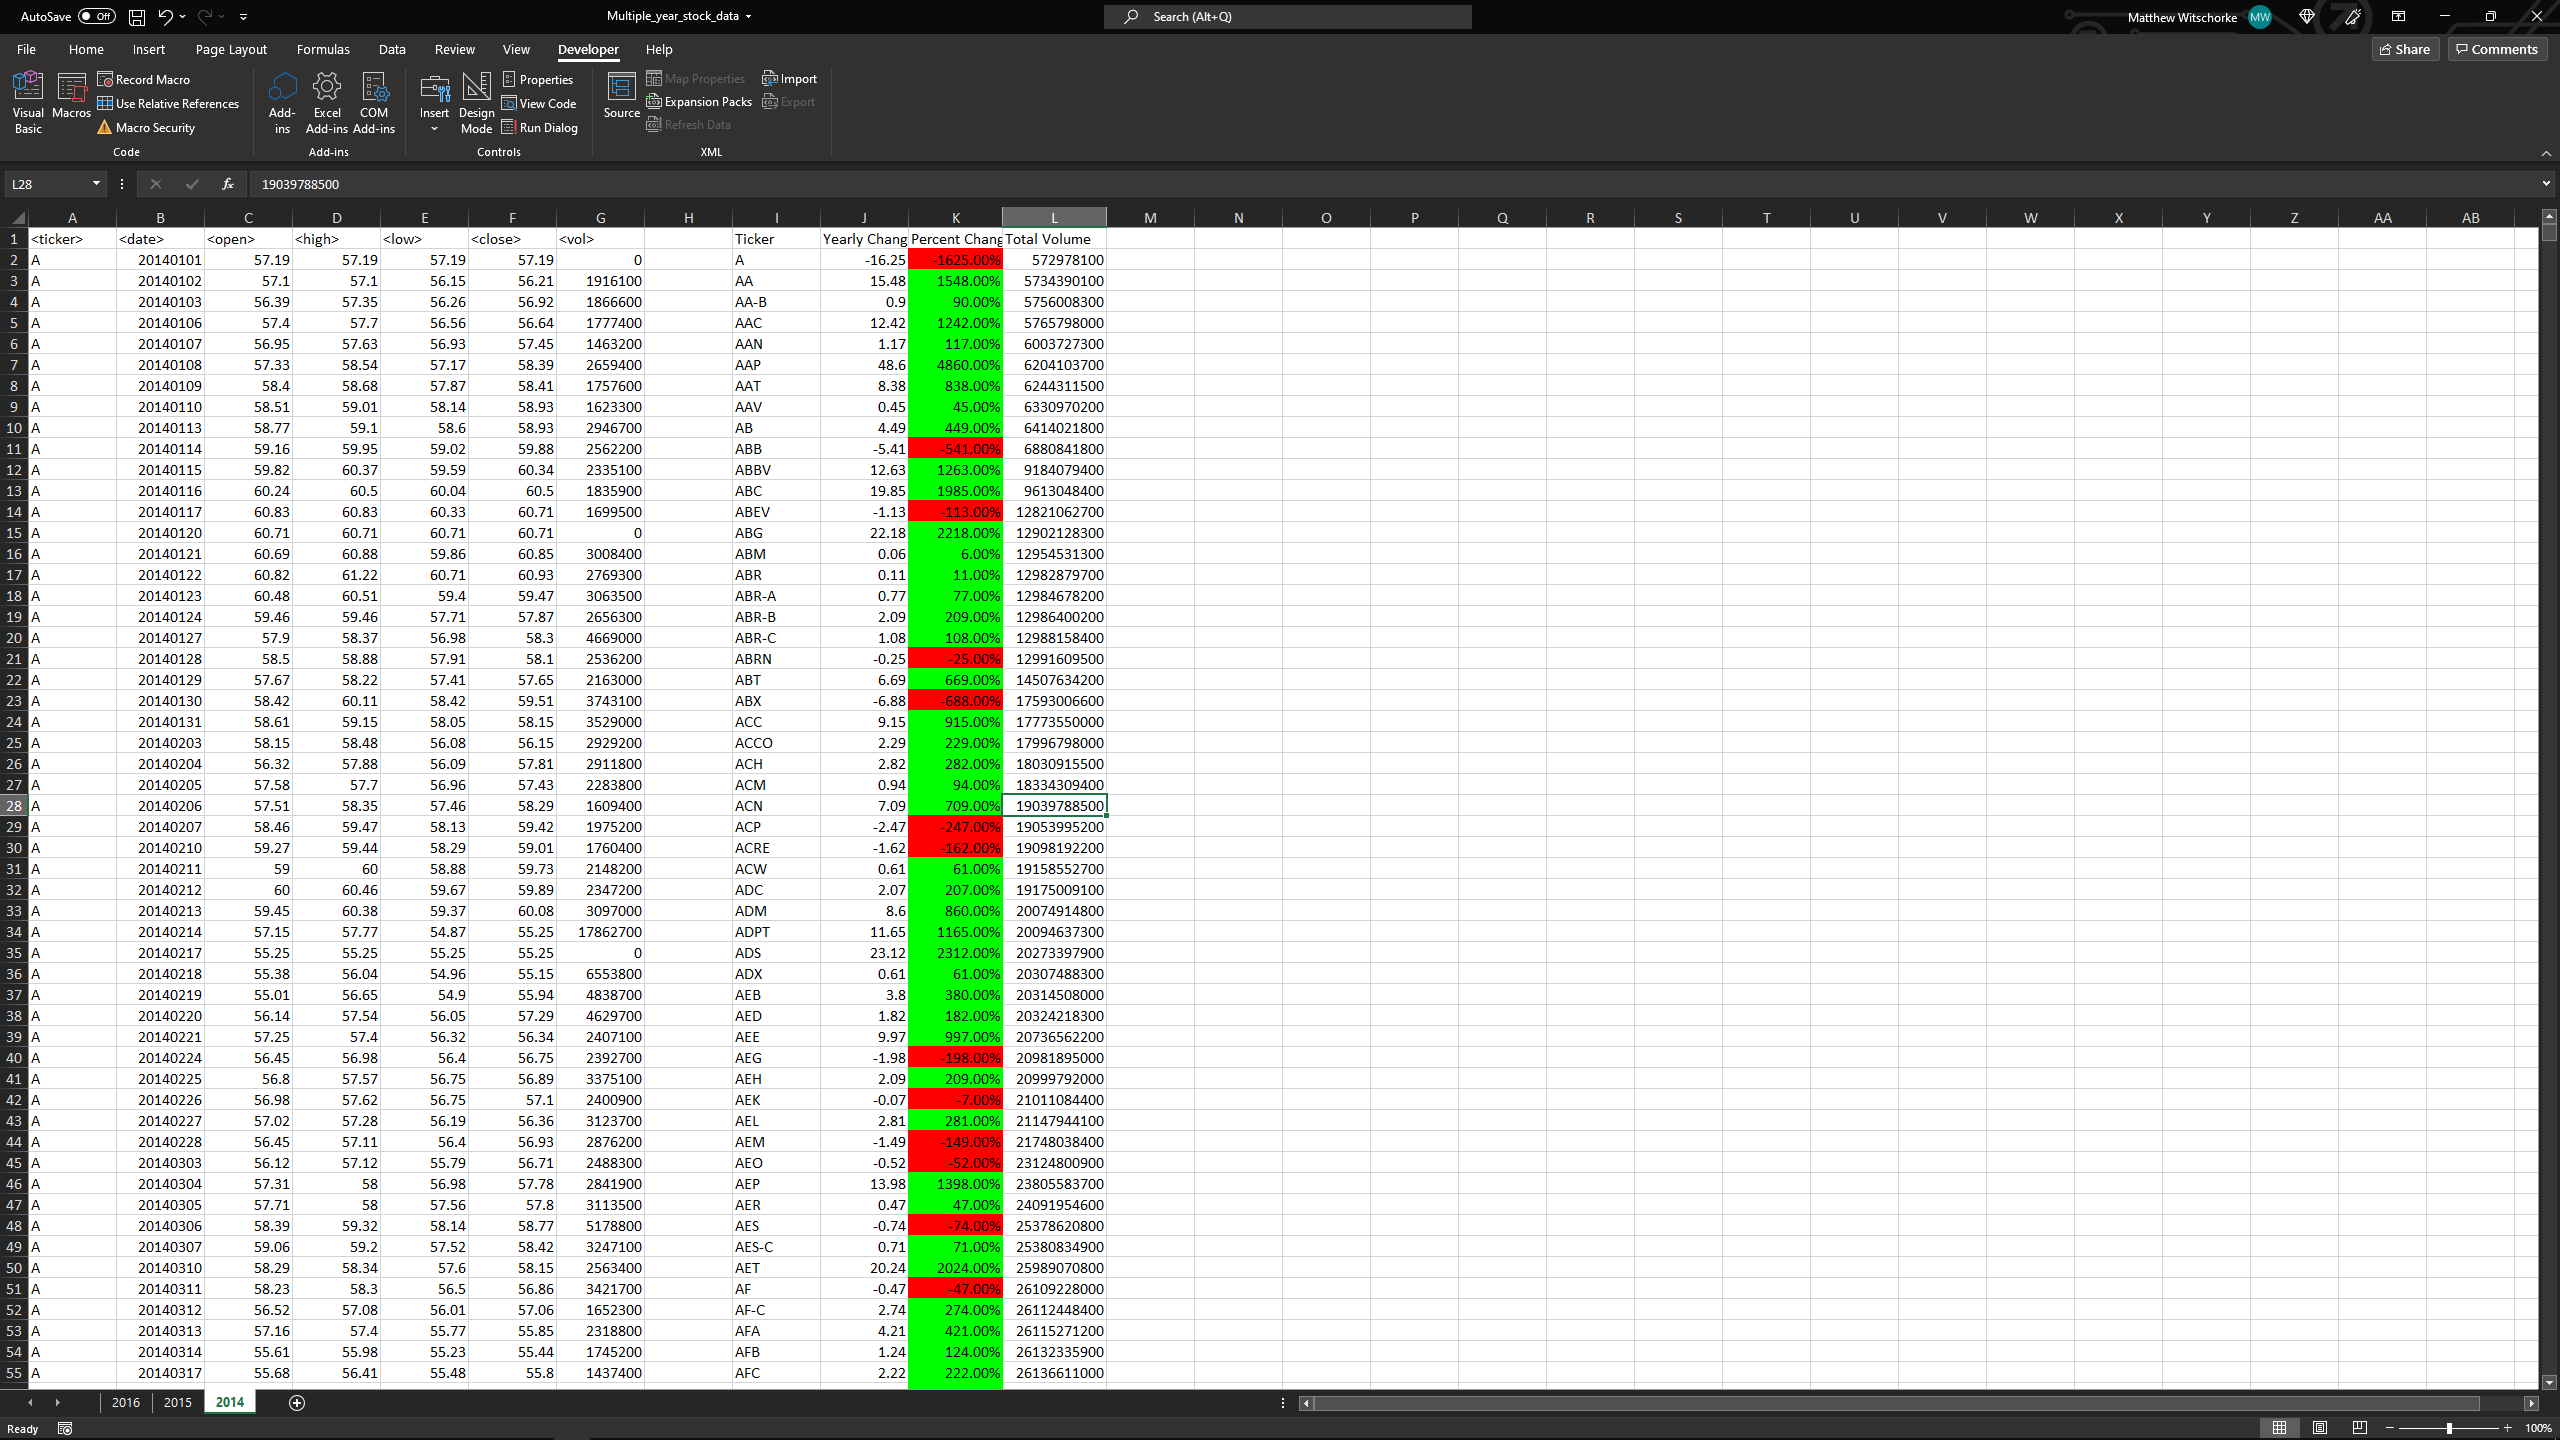 AutoSave Off Multiple_year_stock_data Search (Alt+Q) Matthew Witschorke MW
File Home Insert Page Layout Formulas Data Review View Developer Help Share Comments
Visual Basic Macros Record Macro Use Relative References Macro Security
Add-ins Excel Add-ins COM Add-ins
Insert Design Mode Properties View Code Run Dialog
Source Map Properties Expansion Packs Refresh Data Import Export
Code Add-ins Controls XML
L28 fx 19039788500
A B C D E F G H I J K L M N O P Q R S T U V W X Y Z AA AB
1 <ticker> <date> <open> <high> <low> <close> <vol> Ticker Yearly Chang Percent Chang Total Volume
2 A 20140101 57.19 57.19 57.19 57.19 0 A -16.25 -1625.00% 572978100
3 A 20140102 57.1 57.1 56.15 56.21 1916100 AA 15.48 1548.00% 5734390100
4 A 20140103 56.39 57.35 56.26 56.92 1866600 AA-B 0.9 90.00% 5756008300
5 A 20140106 57.4 57.7 56.56 56.64 1777400 AAC 12.42 1242.00% 5765798000
6 A 20140107 56.95 57.63 56.93 57.45 1463200 AAN 1.17 117.00% 6003727300
7 A 20140108 57.33 58.54 57.17 58.39 2659400 AAP 48.6 4860.00% 6204103700
8 A 20140109 58.4 58.68 57.87 58.41 1757600 AAT 8.38 838.00% 6244311500
9 A 20140110 58.51 59.01 58.14 58.93 1623300 AAV 0.45 45.00% 6330970200
10 A 20140113 58.77 59.1 58.6 58.93 2946700 AB 4.49 449.00% 6414021800
11 A 20140114 59.16 59.95 59.02 59.88 2562200 ABB -5.41 -541.00% 6880841800
12 A 20140115 59.82 60.37 59.59 60.34 2335100 ABBV 12.63 1263.00% 9184079400
13 A 20140116 60.24 60.5 60.04 60.5 1835900 ABC 19.85 1985.00% 9613048400
14 A 20140117 60.83 60.83 60.33 60.71 1699500 ABEV -1.13 -113.00% 12821062700
15 A 20140120 60.71 60.71 60.71 60.71 0 ABG 22.18 2218.00% 12902128300
16 A 20140121 60.69 60.88 59.86 60.85 3008400 ABM 0.06 6.00% 12954531300
17 A 20140122 60.82 61.22 60.71 60.93 2769300 ABR 0.11 11.00% 12982879700
18 A 20140123 60.48 60.51 59.4 59.47 3063500 ABR-A 0.77 77.00% 12984678200
19 A 20140124 59.46 59.46 57.71 57.87 2656300 ABR-B 2.09 209.00% 12986400200
20 A 20140127 57.9 58.37 56.98 58.3 4669000 ABR-C 1.08 108.00% 12988158400
21 A 20140128 58.5 58.88 57.91 58.1 2536200 ABRN -0.25 -25.00% 12991609500
22 A 20140129 57.67 58.22 57.41 57.65 2163000 ABT 6.69 669.00% 14507634200
23 A 20140130 58.42 60.11 58.42 59.51 3743100 ABX -6.88 -688.00% 17593006600
24 A 20140131 58.61 59.15 58.05 58.15 3529000 ACC 9.15 915.00% 17773550000
25 A 20140203 58.15 58.48 56.08 56.15 2929200 ACCO 2.29 229.00% 17996798000
26 A 20140204 56.32 57.88 56.09 57.81 2911800 ACH 2.82 282.00% 18030915500
27 A 20140205 57.58 57.7 56.96 57.43 2283800 ACM 0.94 94.00% 18334309400
28 A 20140206 57.51 58.35 57.46 58.29 1609400 ACN 7.09 709.00% 19039788500
29 A 20140207 58.46 59.47 58.13 59.42 1975200 ACP -2.47 -247.00% 19053995200
30 A 20140210 59.27 59.44 58.29 59.01 1760400 ACRE -1.62 -162.00% 19098192200
31 A 20140211 59 60 58.88 59.73 2148200 ACW 0.61 61.00% 19158552700
32 A 20140212 60 60.46 59.67 59.89 2347200 ADC 2.07 207.00% 19175009100
33 A 20140213 59.45 60.38 59.37 60.08 3097000 ADM 8.6 860.00% 20074914800
34 A 20140214 57.15 57.77 54.87 55.25 17862700 ADPT 11.65 1165.00% 20094637300
35 A 20140217 55.25 55.25 55.25 55.25 0 ADS 23.12 2312.00% 20273397900
36 A 20140218 55.38 56.04 54.96 55.15 6553800 ADX 0.61 61.00% 20307488300
37 A 20140219 55.01 56.65 54.9 55.94 4838700 AEB 3.8 380.00% 20314508000
38 A 20140220 56.14 57.54 56.05 57.29 4629700 AED 1.82 182.00% 20324218300
39 A 20140221 57.25 57.4 56.32 56.34 2407100 AEE 9.97 997.00% 20736562200
40 A 20140224 56.45 56.98 56.4 56.75 2392700 AEG -1.98 -198.00% 20981895000
41 A 20140225 56.8 57.57 56.75 56.89 3375100 AEH 2.09 209.00% 20999792000
42 A 20140226 56.98 57.62 56.75 57.1 2400900 AEK -0.07 -7.00% 21011084400
43 A 20140227 57.02 57.28 56.19 56.36 3123700 AEL 2.81 281.00% 21147944100
44 A 20140228 56.45 57.11 56.4 56.93 2876200 AEM -1.49 -149.00% 21748038400
45 A 20140303 56.12 57.12 55.79 56.71 2488300 AEO -0.52 -52.00% 23124800900
46 A 20140304 57.31 58 56.98 57.78 2841900 AEP 13.98 1398.00% 23805583700
47 A 20140305 57.71 58 57.56 57.8 3113500 AER 0.47 47.00% 24091954600
48 A 20140306 58.39 59.32 58.14 58.77 5178800 AES -0.74 -74.00% 25378620800
49 A 20140307 59.06 59.2 57.52 58.42 3247100 AES-C 0.71 71.00% 25380834900
50 A 20140310 58.29 58.34 57.6 58.15 2563400 AET 20.24 2024.00% 25989070800
51 A 20140311 58.23 58.3 56.5 56.86 3421700 AF -0.47 -47.00% 26109228000
52 A 20140312 56.52 57.08 56.01 57.06 1652300 AF-C 2.74 274.00% 26112448400
53 A 20140313 57.16 57.4 55.77 55.85 2318800 AFA 4.21 421.00% 26115271200
54 A 20140314 55.61 55.98 55.23 55.44 1745200 AFB 1.24 124.00% 26132335900
55 A 20140317 55.68 56.41 55.48 55.8 1437400 AFC 2.22 222.00% 26136611000
2016 2015 2014
Ready 100%